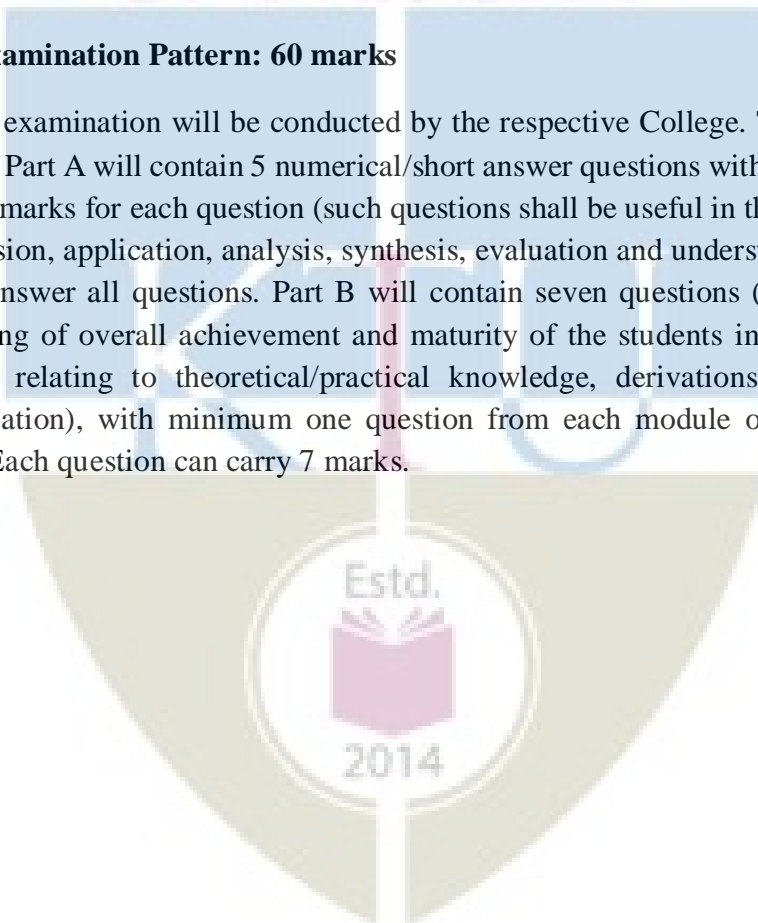 amination Pattern: 60 marks
examination will be conducted by the respective College.
Part A will contain 5 numerical/short answer questions with
marks for each question (such questions shall be useful in
sion, application, analysis, synthesis, evaluation and
nswer all questions. Part B will contain seven questions (
ng of overall achievement and maturity of the students in
relating to theoretical/practical knowledge, derivations
ation), with minimum one question from each module
Each question can carry 7 marks.
KTU
Estd.
2014